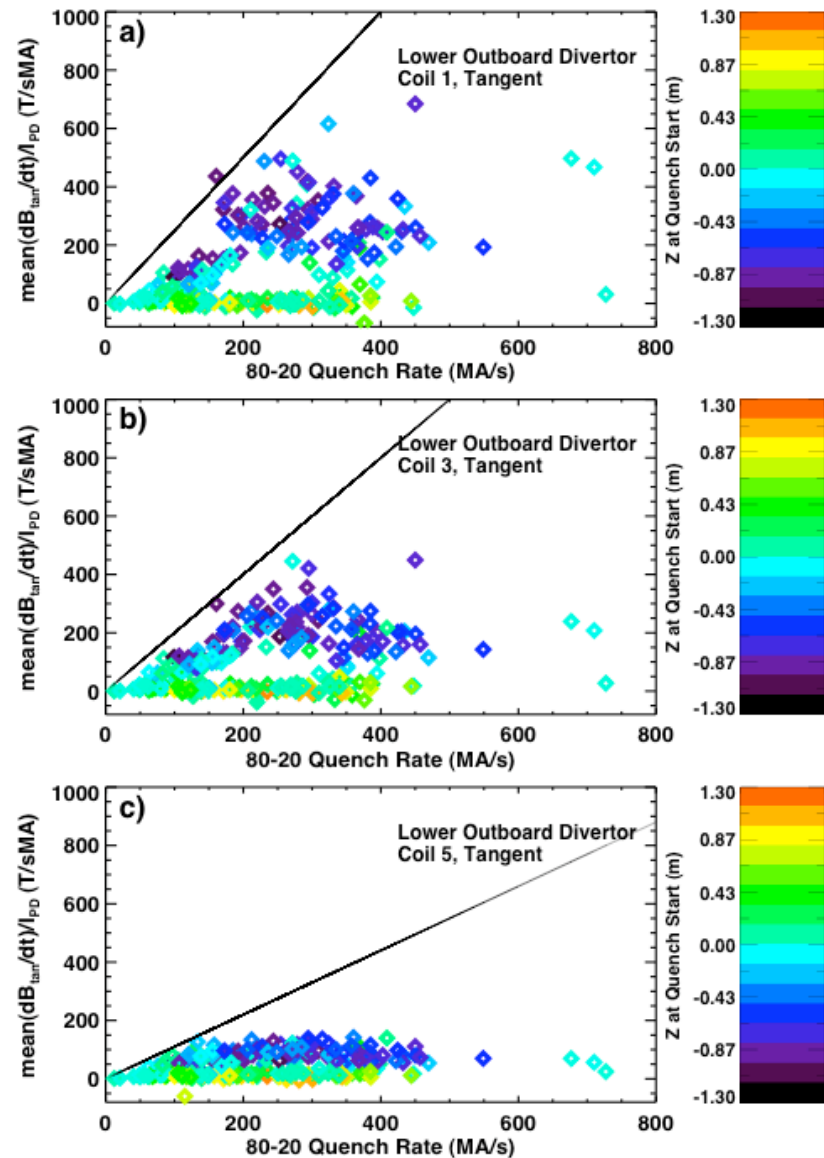 a)
Lower Outboard Divertor
Coil 1, Tangent
mean(dB_tan/dt)/I_PD (T/sMA)
1000
800
600
400
200
0
0 200 400 600 800
80-20 Quench Rate (MA/s)
Z at Quench Start (m)
1.30
0.87
0.43
0.00
-0.43
-0.87
-1.30
b)
Lower Outboard Divertor
Coil 3, Tangent
mean(dB_tan/dt)/I_PD (T/sMA)
1000
800
600
400
200
0
0 200 400 600 800
80-20 Quench Rate (MA/s)
Z at Quench Start (m)
1.30
0.87
0.43
0.00
-0.43
-0.87
-1.30
c)
Lower Outboard Divertor
Coil 5, Tangent
mean(dB_tan/dt)/I_PD (T/sMA)
1000
800
600
400
200
0
0 200 400 600 800
80-20 Quench Rate (MA/s)
Z at Quench Start (m)
1.30
0.87
0.43
0.00
-0.43
-0.87
-1.30